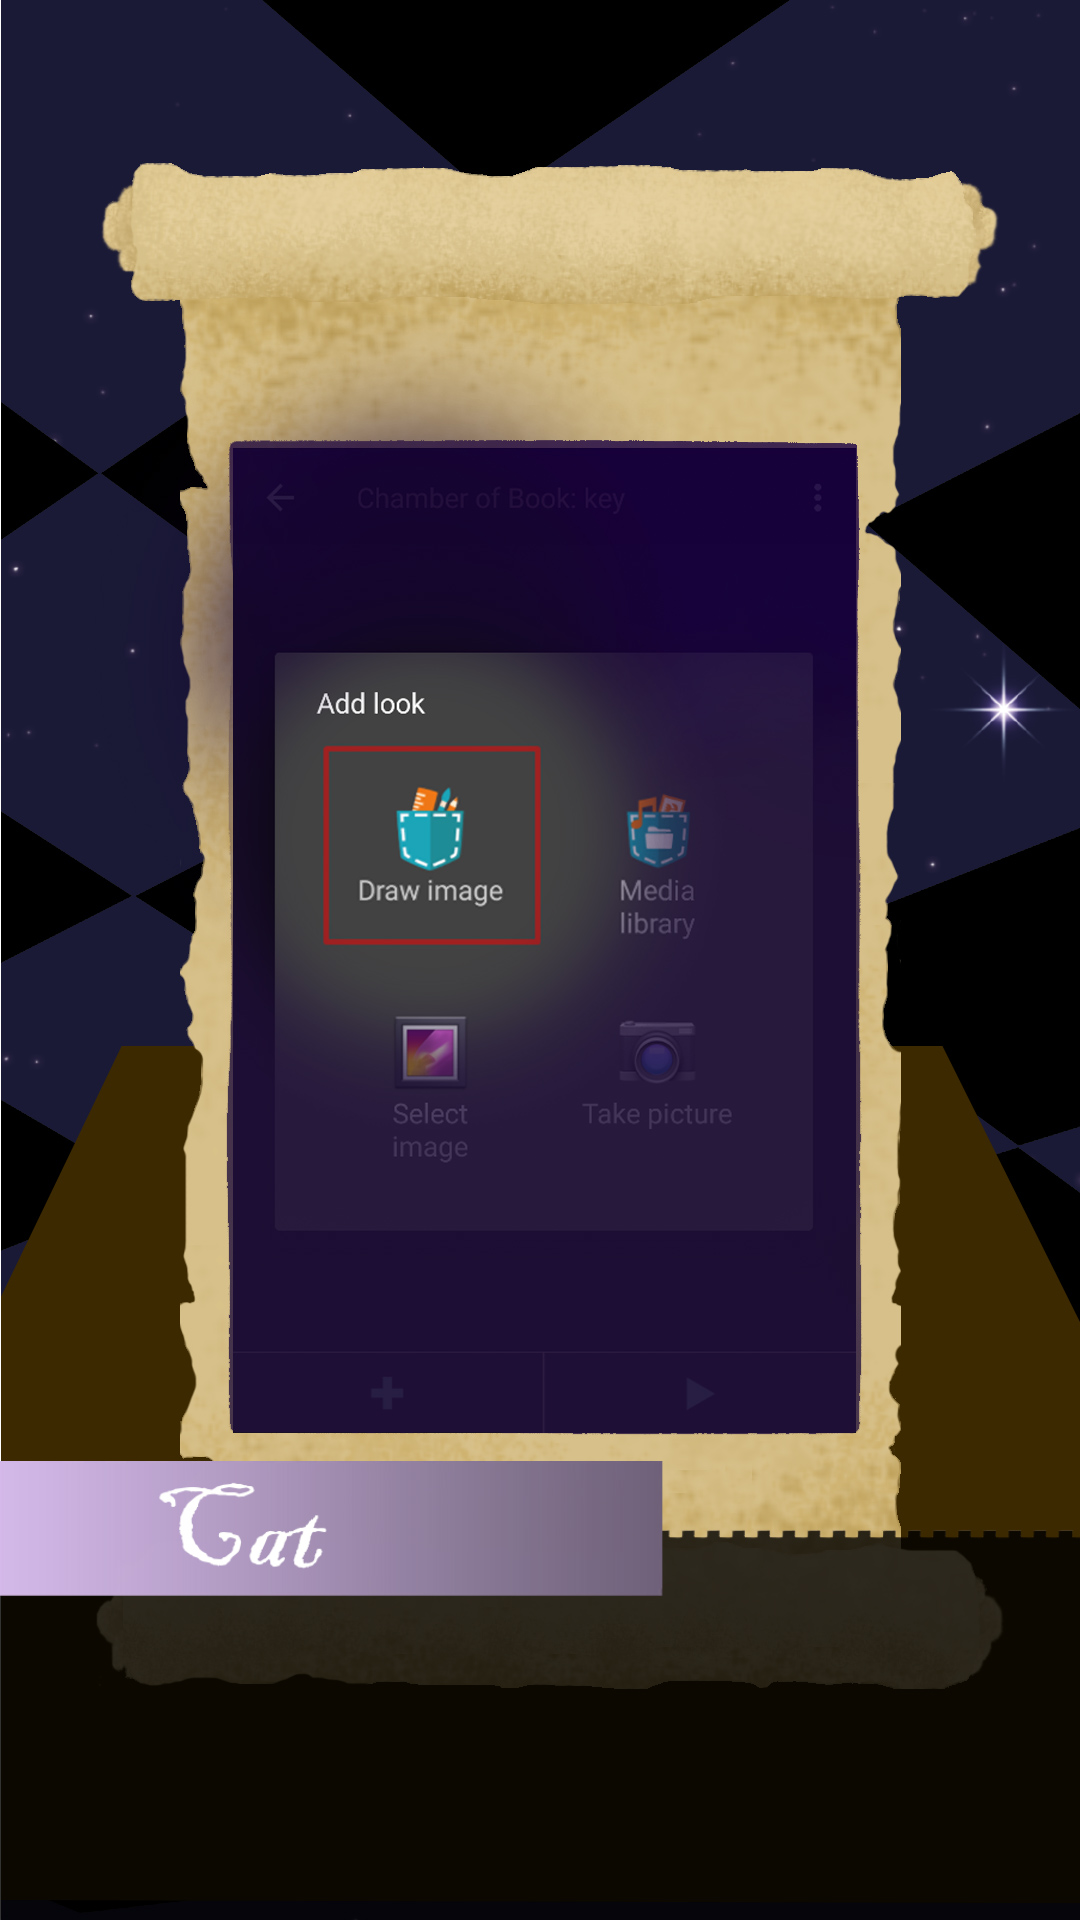 Chamber of Book: key
Add look
Draw image
Media
library
Select
image
Take picture
Cat